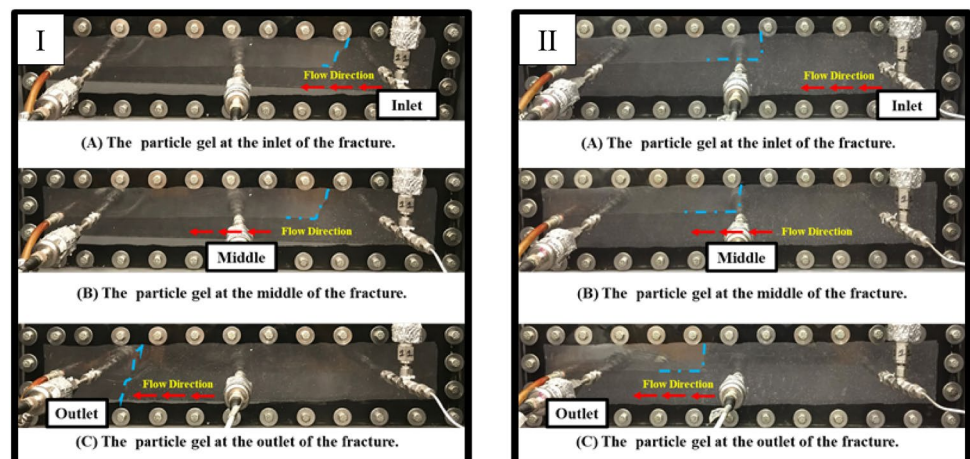 I
Flow Direction
Inlet
(A) The particle gel at the inlet of the fracture.
Flow Direction
Middle
(B) The particle gel at the middle of the fracture.
Flow Direction
Outlet
(C) The particle gel at the outlet of the fracture.
II
Flow Direction
Inlet
(A) The particle gel at the inlet of the fracture.
Flow Direction
Middle
(B) The particle gel at the middle of the fracture.
Flow Direction
Outlet
(C) The particle gel at the outlet of the fracture.